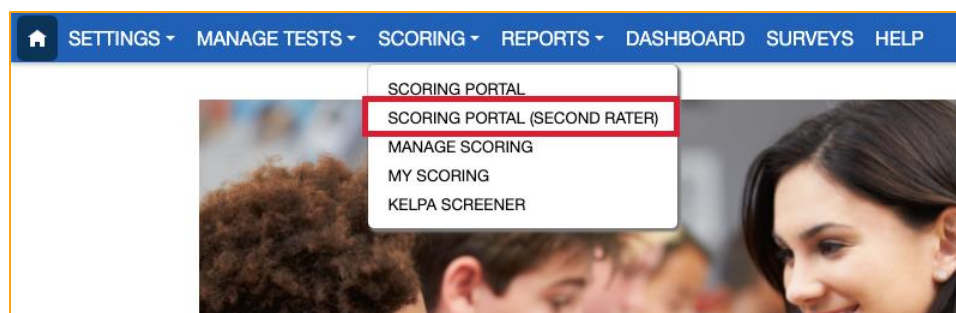 SETTINGS MANAGE TESTS SCORING REPORTS DASHBOARD SURVEYS HELP
SCORING PORTAL
SCORING PORTAL (SECOND RATER)
MANAGE SCORING
MY SCORING
KELPA SCREENER